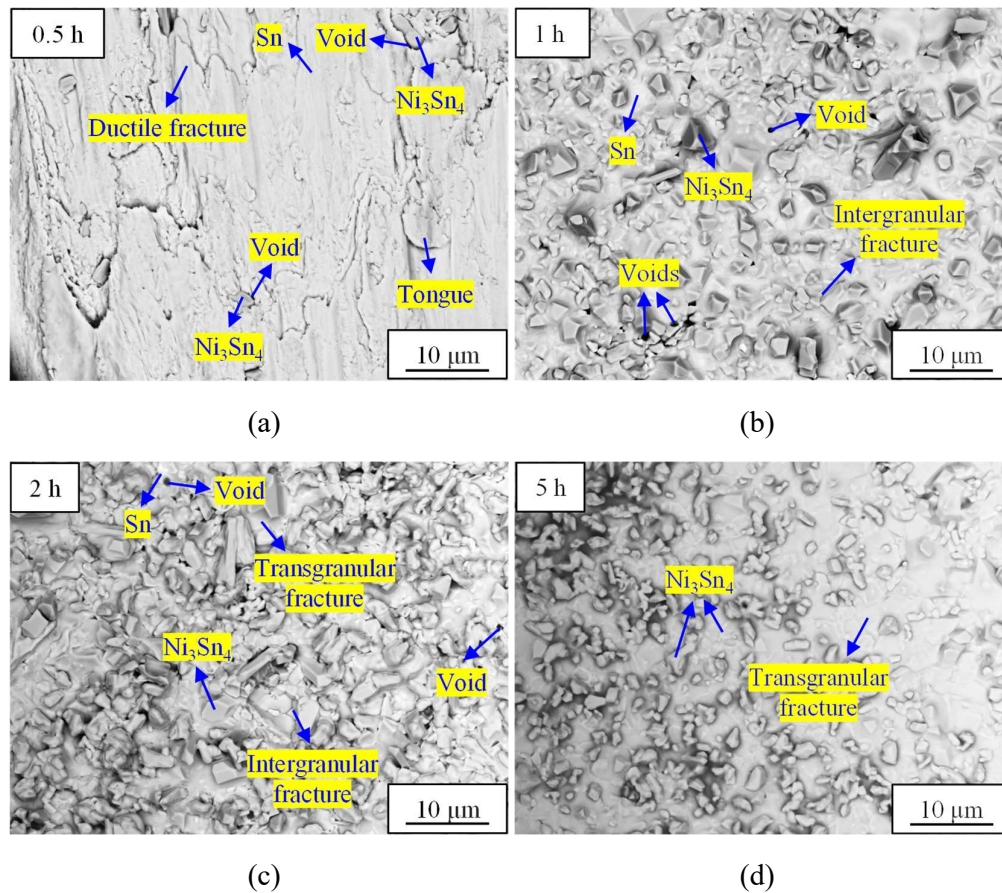 0.5 h
Sn
Void
Ni₃Sn₄
Ductile fracture
Void
Tongue
Ni₃Sn₄
10 μm
(a)
1 h
Void
Sn
Ni₃Sn₄
Intergranular
fracture
Voids
10 μm
(b)
2 h
Void
Sn
Transgranular
fracture
Ni₃Sn₄
Void
Intergranular
fracture
10 μm
(c)
5 h
Ni₃Sn₄
Transgranular
fracture
10 μm
(d)